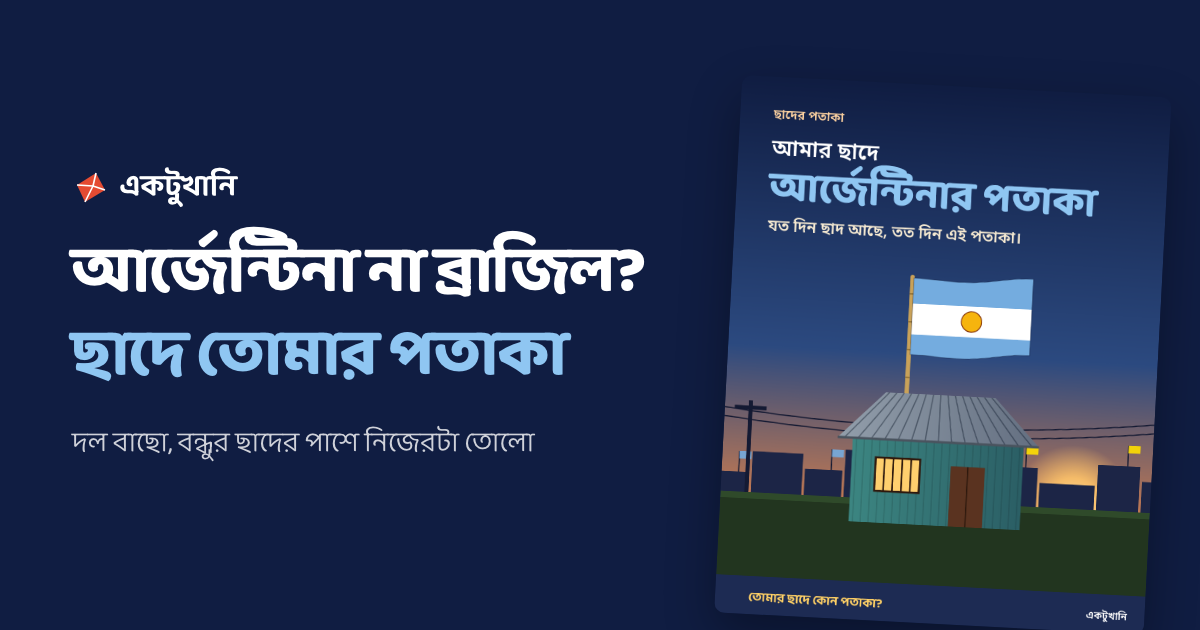 একটুখানি
আর্জেন্টিনা না ব্রাজিল?
ছাদে তোমার পতাকা
দল বাছো, বন্ধুর ছাদের পাশে নিজেরটা তোলো
ছাদের পতাকা
আমার ছাদে
আর্জেন্টিনার পতাকা
যত দিন ছাদ আছে, তত দিন এই পতাকা।
তোমার ছাদে কোন পতাকা?
একটুখানি